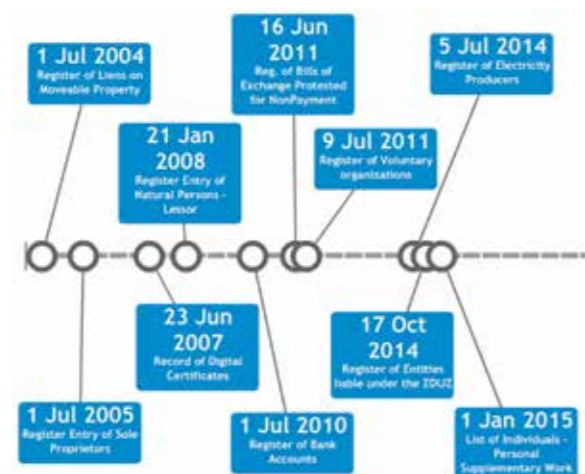 1 Jul 2004
Register of Liens on
Moveable Property
16 Jun
2011
Reg. of Bills of
Exchange Protested
for NonPayment
5 Jul 2014
Register of Electricity
Producers
21 Jan
2008
Register Entry of
Natural Persons -
Lessor
9 Jul 2011
Register of Voluntary
organisations
23 Jun
2007
Record of Digital
Certificates
17 Oct
2014
Register of Entities
liable under the ZDIJZ
1 Jul 2005
Register Entry of Sole
Proprietors
1 Jul 2010
Register of Bank
Accounts
1 Jan 2015
List of Individuals -
Personal
Supplementary Work